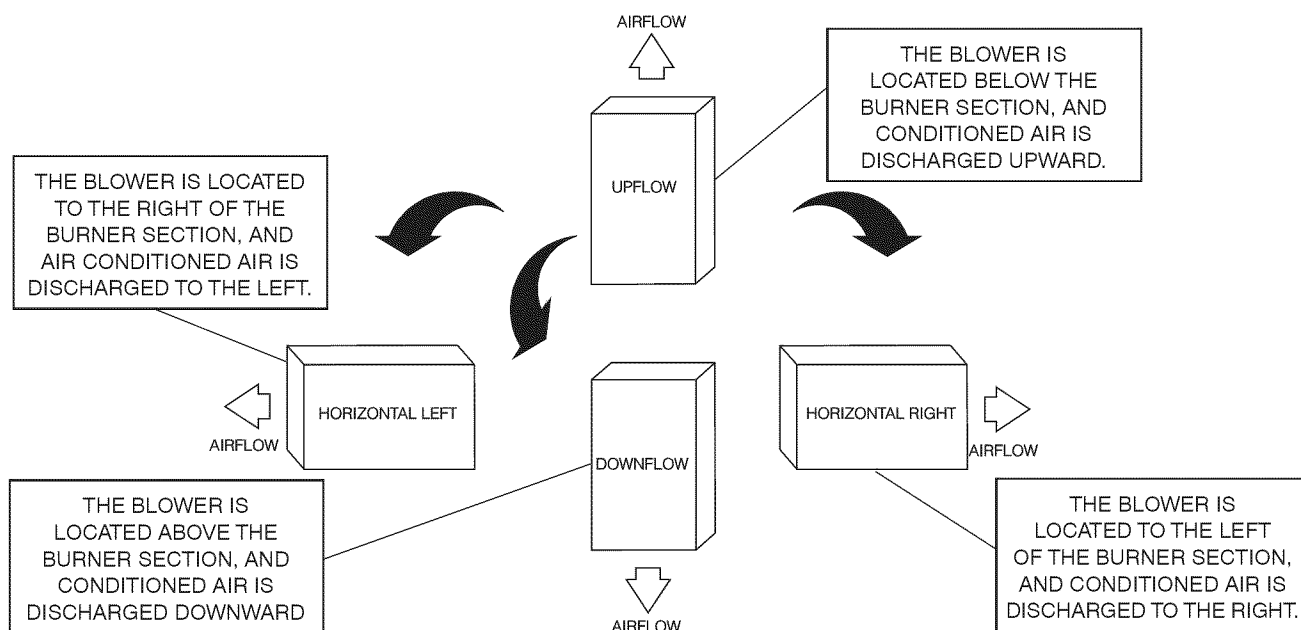 AIRFLOW
THE BLOWER IS
LOCATED BELOW THE
BURNER SECTION, AND
CONDITIONED AIR IS
DISCHARGED UPWARD.
UPFLOW
THE BLOWER IS LOCATED
TO THE RIGHT OF THE
BURNER SECTION, AND
AIR CONDITIONED AIR IS
DISCHARGED TO THE LEFT.
HORIZONTAL LEFT
AIRFLOW
DOWNFLOW
HORIZONTAL RIGHT
AIRFLOW
THE BLOWER IS
LOCATED ABOVE THE
BURNER SECTION, AND
CONDITIONED AIR IS
DISCHARGED DOWNWARD
THE BLOWER IS
LOCATED TO THE LEFT
OF THE BURNER SECTION,
AND CONDITIONED AIR IS
DISCHARGED TO THE RIGHT.
AIRFLOW